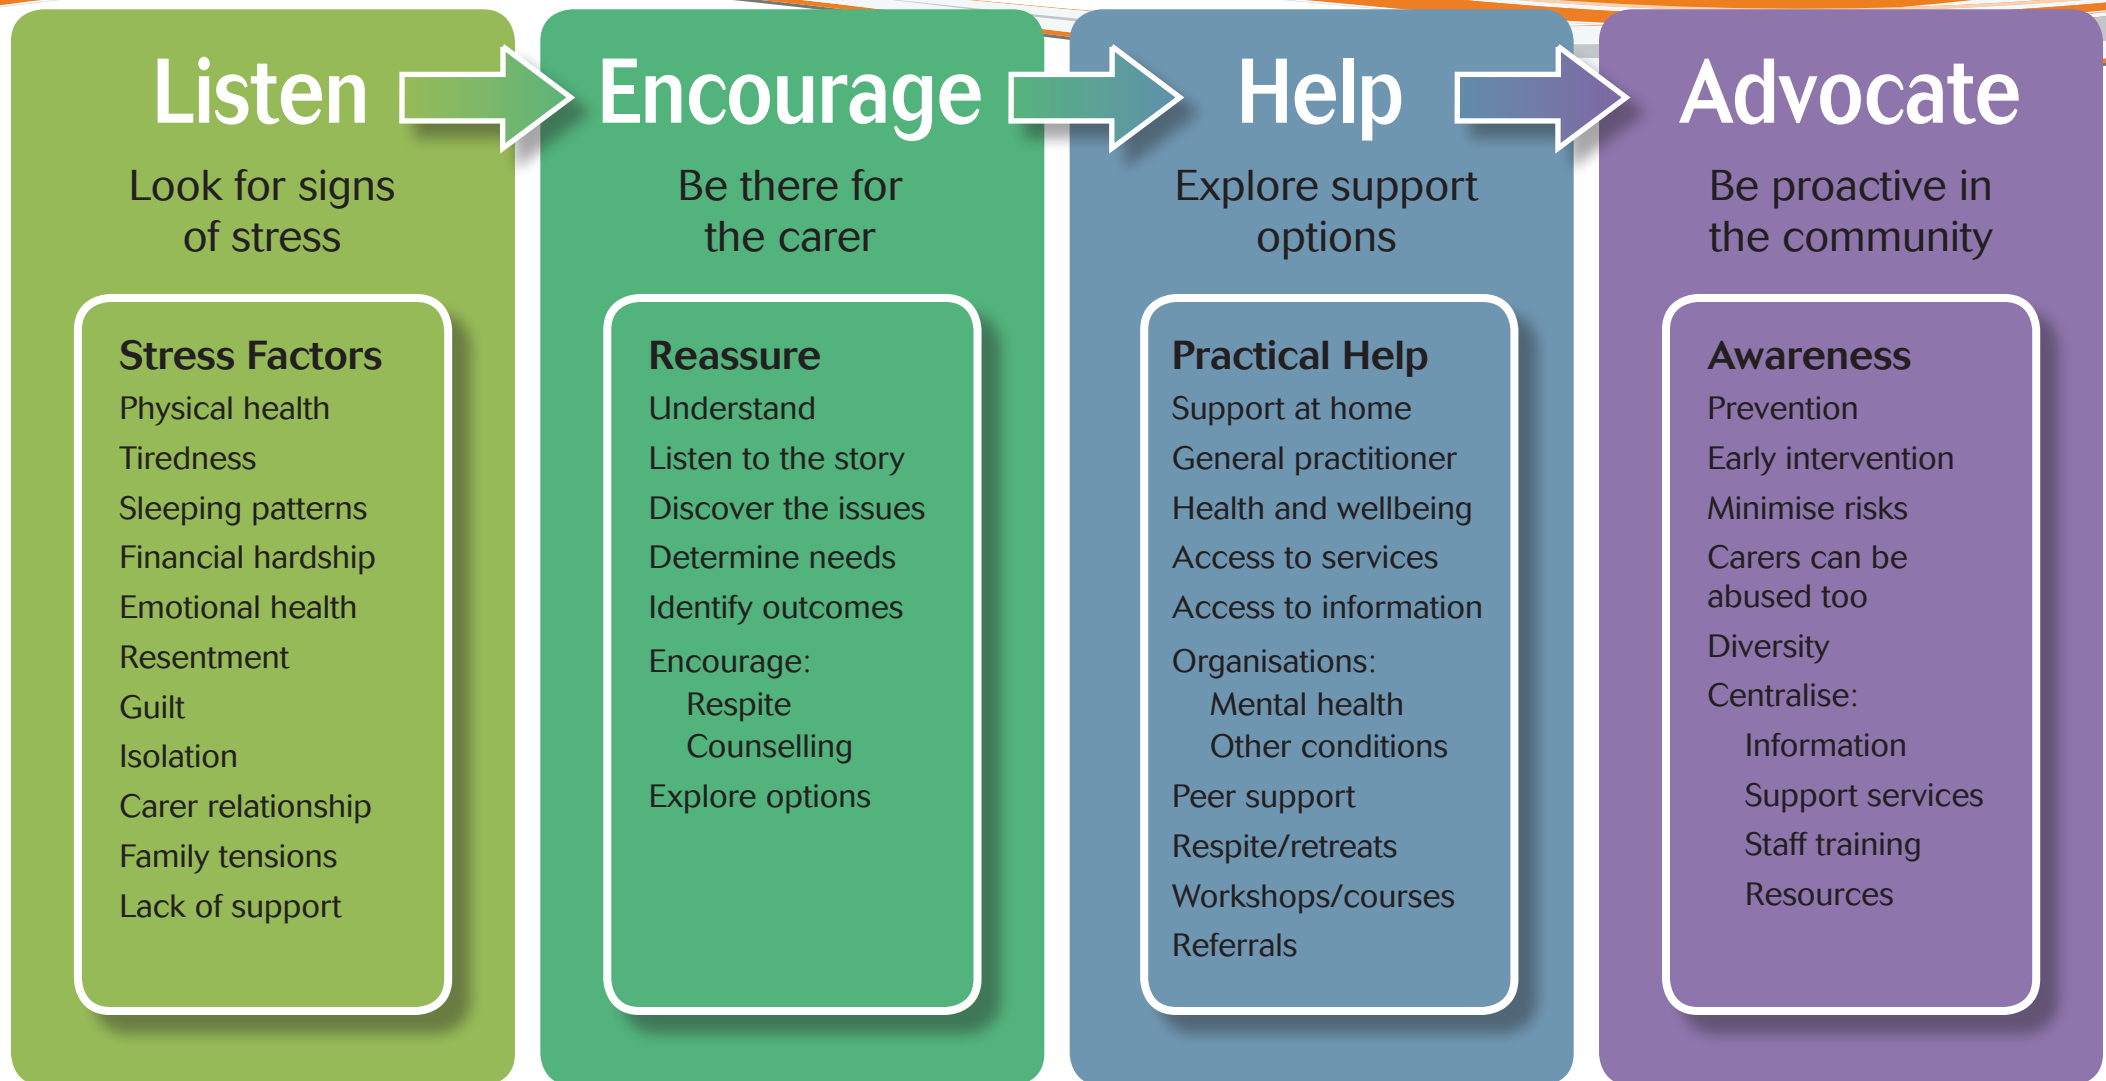 Listen
Look for signs
of stress
Stress Factors
Physical health
Tiredness
Sleeping patterns
Financial hardship
Emotional health
Resentment
Guilt
Isolation
Carer relationship
Family tensions
Lack of support
Encourage
Be there for
the carer
Reassure
Understand
Listen to the story
Discover the issues
Determine needs
Identify outcomes
Encourage:
Respite
Counselling
Explore options
Help
Explore support
options
Practical Help
Support at home
General practitioner
Health and wellbeing
Access to services
Access to information
Organisations:
Mental health
Other conditions
Peer support
Respite/retreats
Workshops/courses
Referrals
Advocate
Be proactive in
the community
Awareness
Prevention
Early intervention
Minimise risks
Carers can be
abused too
Diversity
Centralise:
Information
Support services
Staff training
Resources